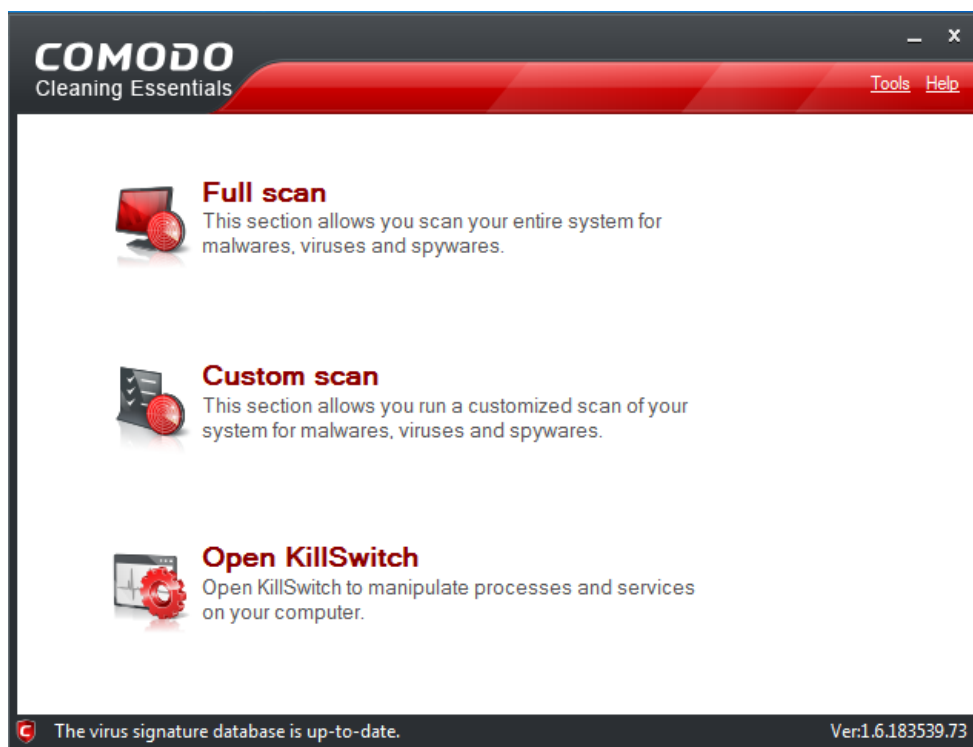 COMODO
Cleaning Essentials
Tools Help
Full scan
This section allows you scan your entire system for
malwares, viruses and spywares.
Custom scan
This section allows you run a customized scan of your
system for malwares, viruses and spywares.
Open KillSwitch
Open KillSwitch to manipulate processes and services
on your computer.
The virus signature database is up-to-date. Ver:1.6.183539.73